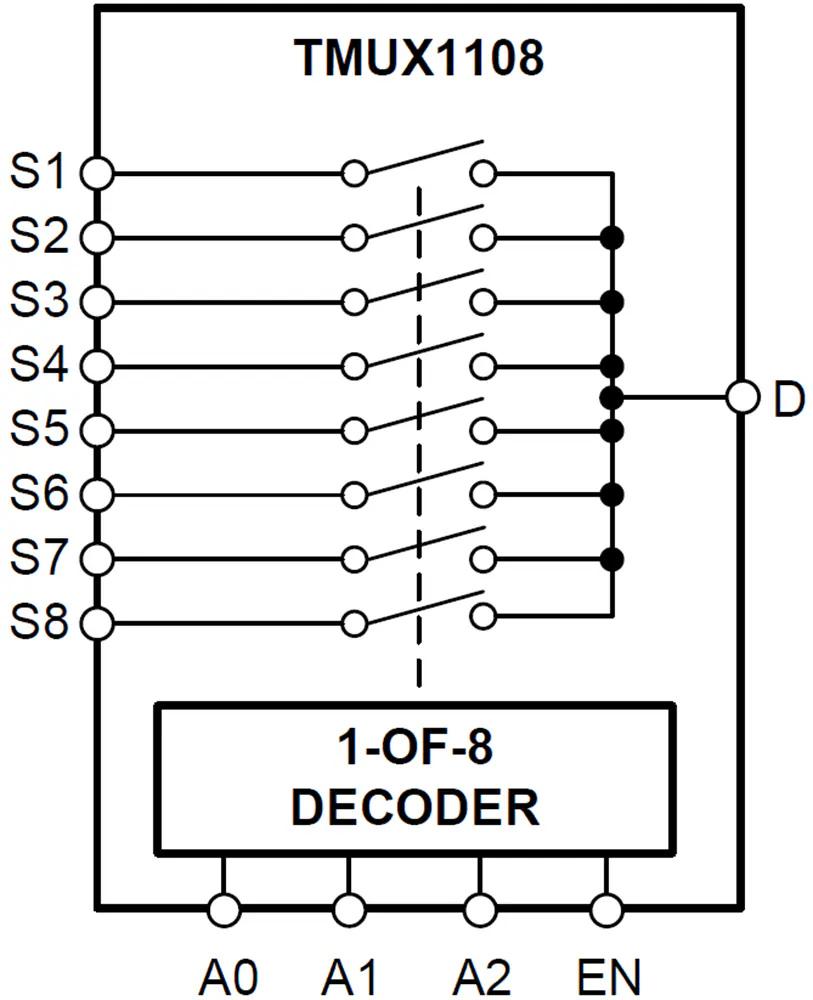 TMUX1108
S1
S2
S3
S4
D
S5
S6
S7
S8
1-OF-8
DECODER
A0 A1 A2 EN